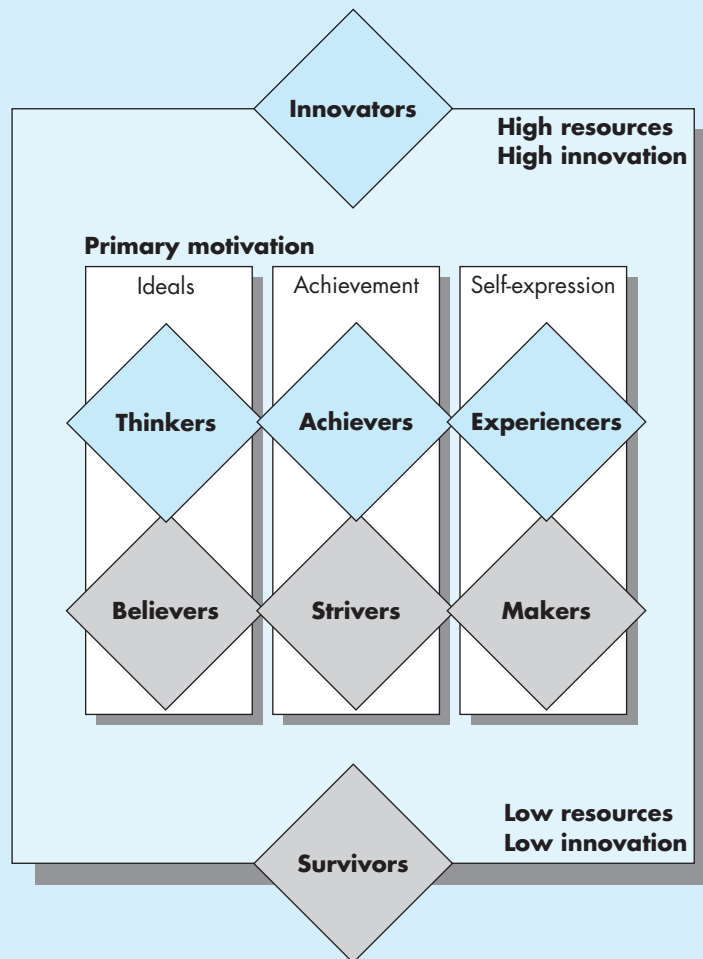 Innovators
High resources
High innovation
Primary motivation
Ideals
Achievement
Self-expression
Thinkers
Achievers
Experiencers
Believers
Strivers
Makers
Low resources
Low innovation
Survivors